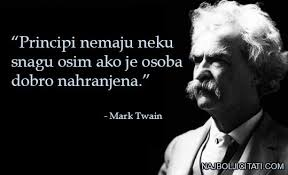 “Principi nemaju neku
snagu osim ako je osoba
dobro nahranjena.”
- Mark Twain
NAJBOLJICITATI.COM